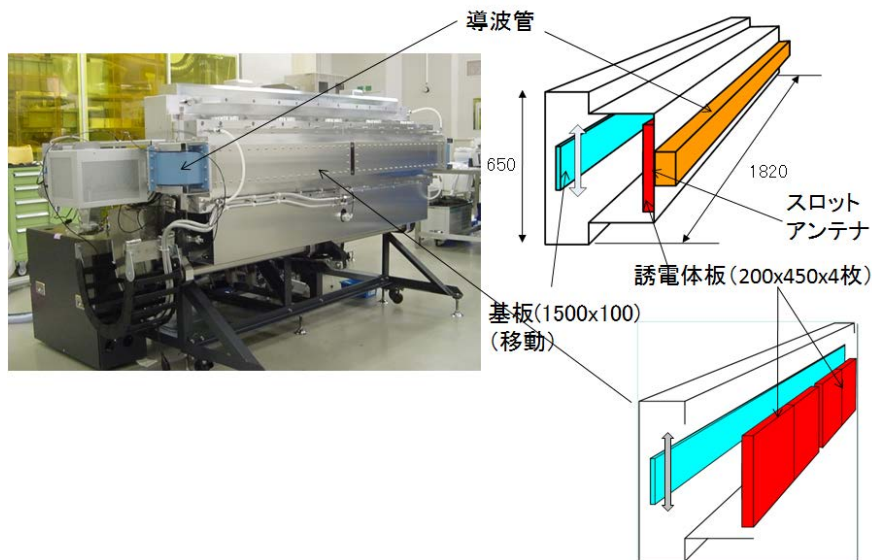 導波管
650
1820
スロット
アンテナ
誘電体板(200x450x4枚)
基板(1500x100)
(移動)